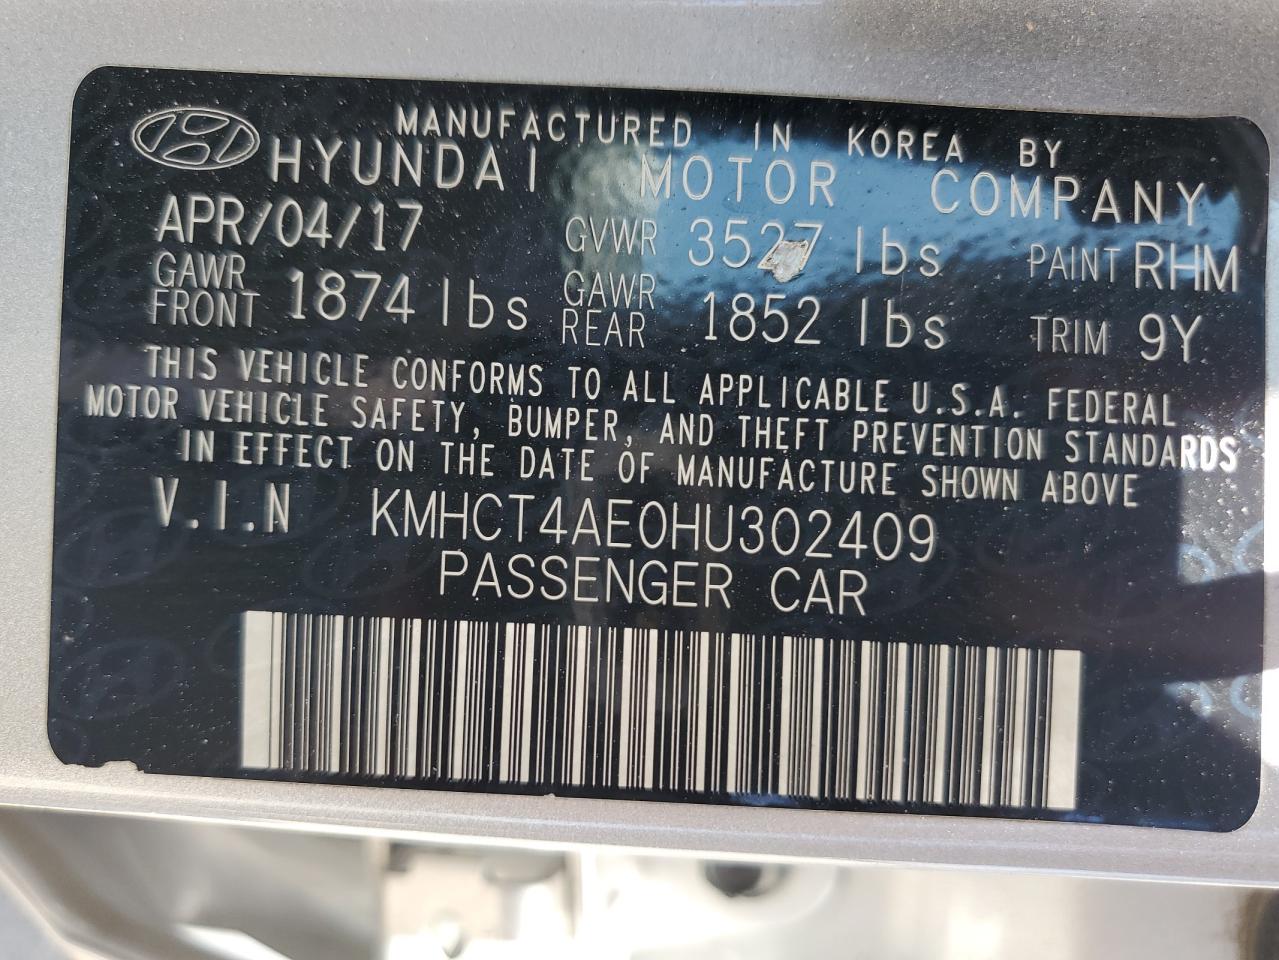 MANUFACTURED IN KOREA BY
HYUNDAI MOTOR COMPANY
APR/04/17 GVWR 3527 lbs PAINT RHM
GAWR FRONT 1874 lbs GAWR REAR 1852 lbs TRIM 9Y
THIS VEHICLE CONFORMS TO ALL APPLICABLE U.S.A. FEDERAL
MOTOR VEHICLE SAFETY, BUMPER, AND THEFT PREVENTION STANDARDS
IN EFFECT ON THE DATE OF MANUFACTURE SHOWN ABOVE
V.I.N KMHCT4AE0HU302409
PASSENGER CAR